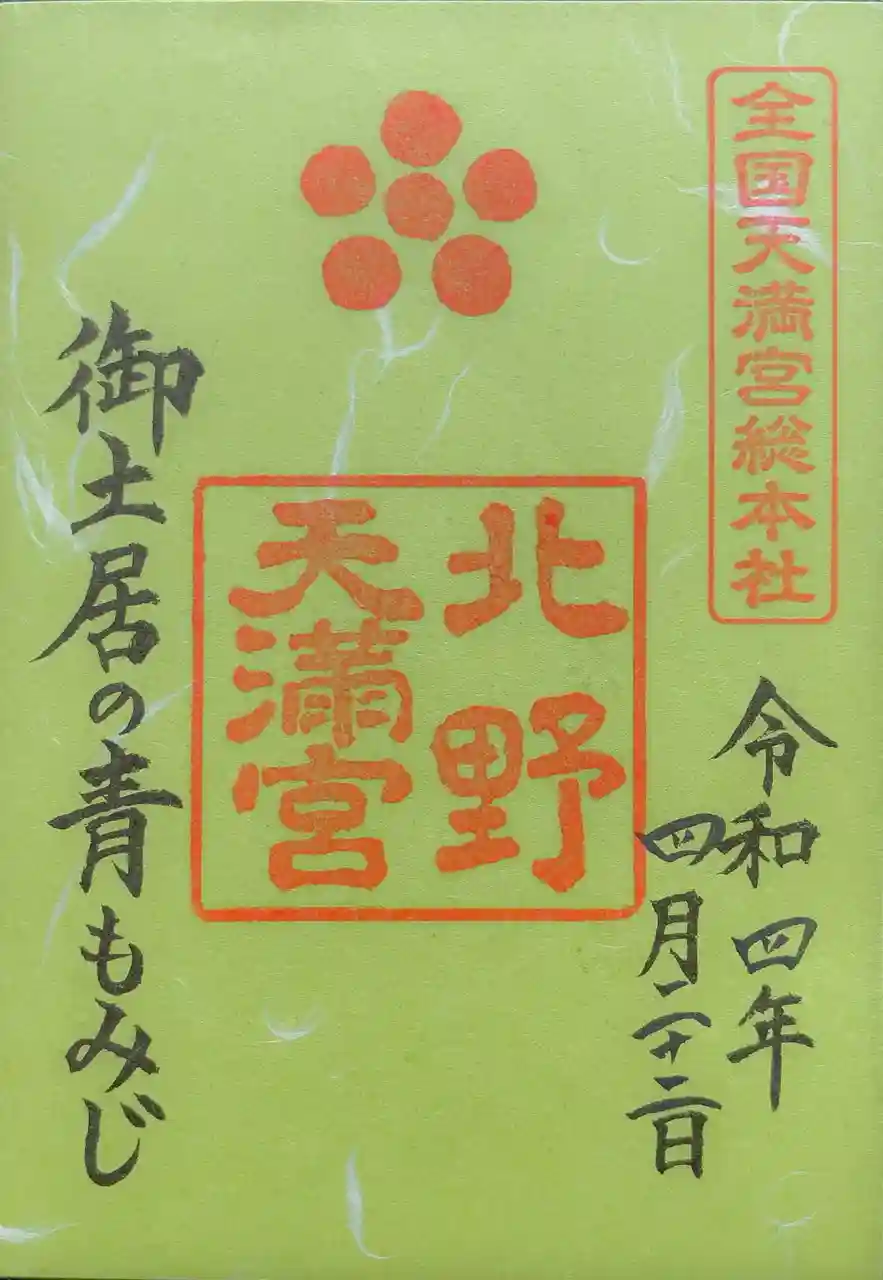 全国天満宮総本社
令和四年
四月二十二日
北野
天満宮
御土居の青もみじ